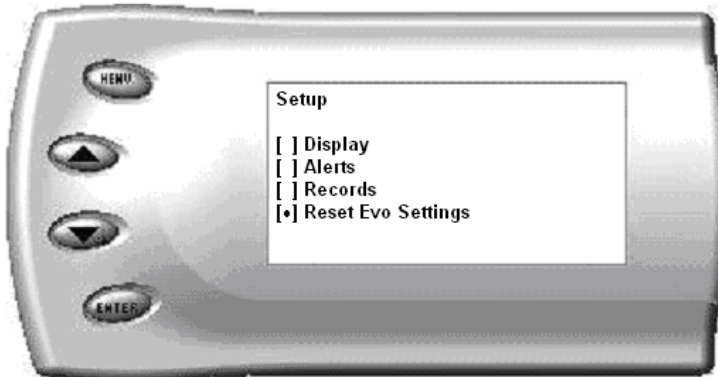 MENU
Setup
[ ] Display
[ ] Alerts
[ ] Records
[•] Reset Evo Settings
ENTER